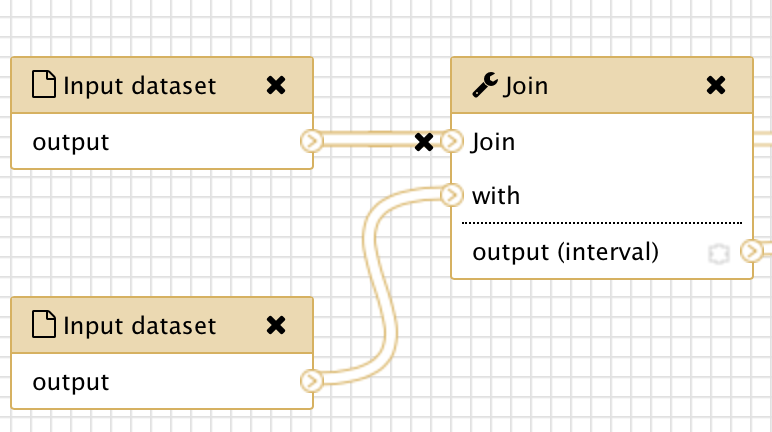 Input dataset
output
Join
Join
with
output (interval)
Input dataset
output